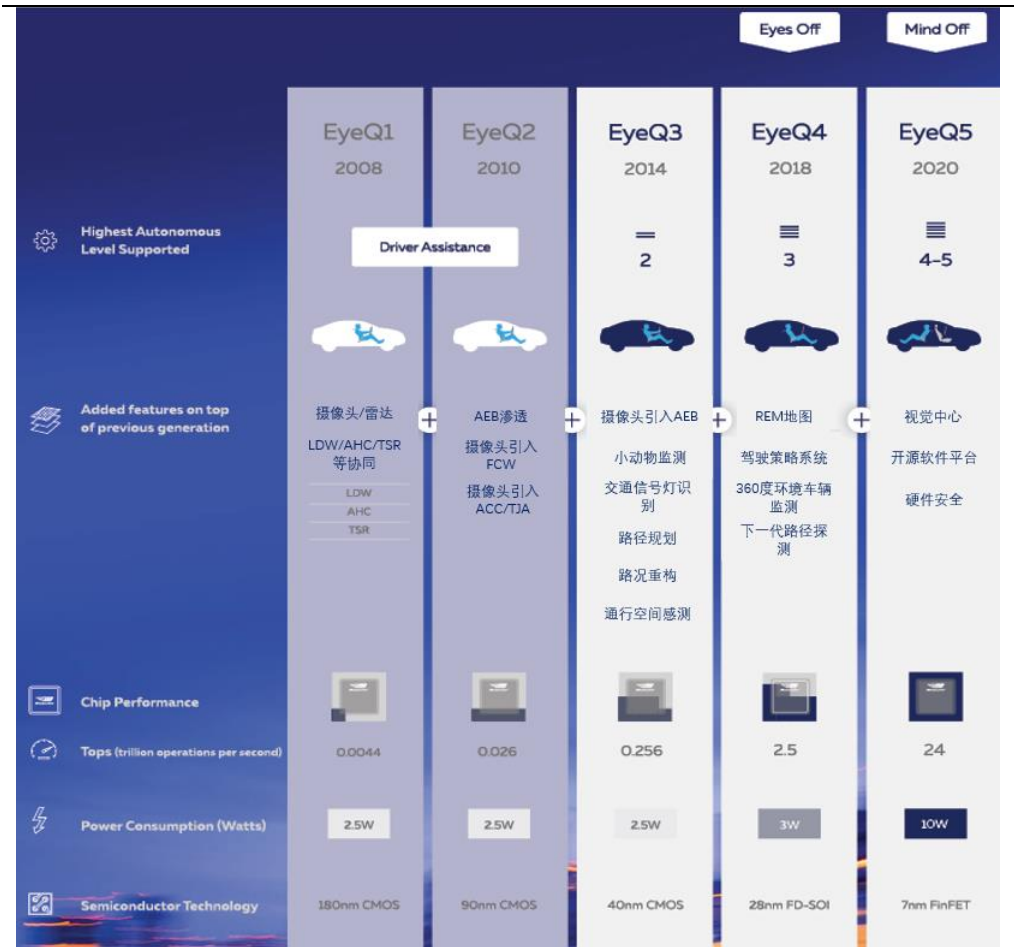 Eyes Off
Mind Off
EyeQ1
EyeQ2
EyeQ3
EyeQ4
EyeQ5
2008
2010
2014
2018
2020
Highest Autonomous
Level Supported
Driver Assistance
2
3
4-5
Added features on top
of previous generation
摄像头/雷达
LDW/AHC/TSR
等协同
LDW
AHC
TSR
+
AEB渗透
摄像头引入
FCW
摄像头引入
ACC/TJA
+
摄像头引入AEB
小动物监测
交通信号灯识
别
路径规划
路况重构
通行空间感测
+
REM地图
驾驶策略系统
360度环境车辆
监测
下一代路径探
测
+
视觉中心
开源软件平台
硬件安全
Chip Performance
Tops (trillion operations per second)
0.0044
0.026
0.256
2.5
24
Power Consumption (Watts)
2.5W
2.5W
2.5W
3W
10W
Semiconductor Technology
180nm CMOS
90nm CMOS
40nm CMOS
28nm FD-SOI
7nm FinFET